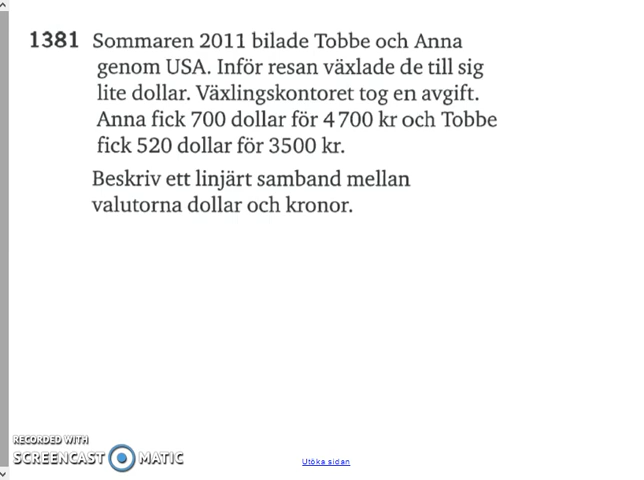 1381 Sommaren 2011 bilade Tobbe och Anna
genom USA. Inför resan växlade de till sig
lite dollar. Växlingskontoret tog en avgift.
Anna fick 700 dollar för 4 700 kr och Tobbe
fick 520 dollar för 3500 kr.
Beskriv ett linjärt samband mellan
valutorna dollar och kronor.
RECORDED WITH
SCREENCAST MATIC
Utöka sidan